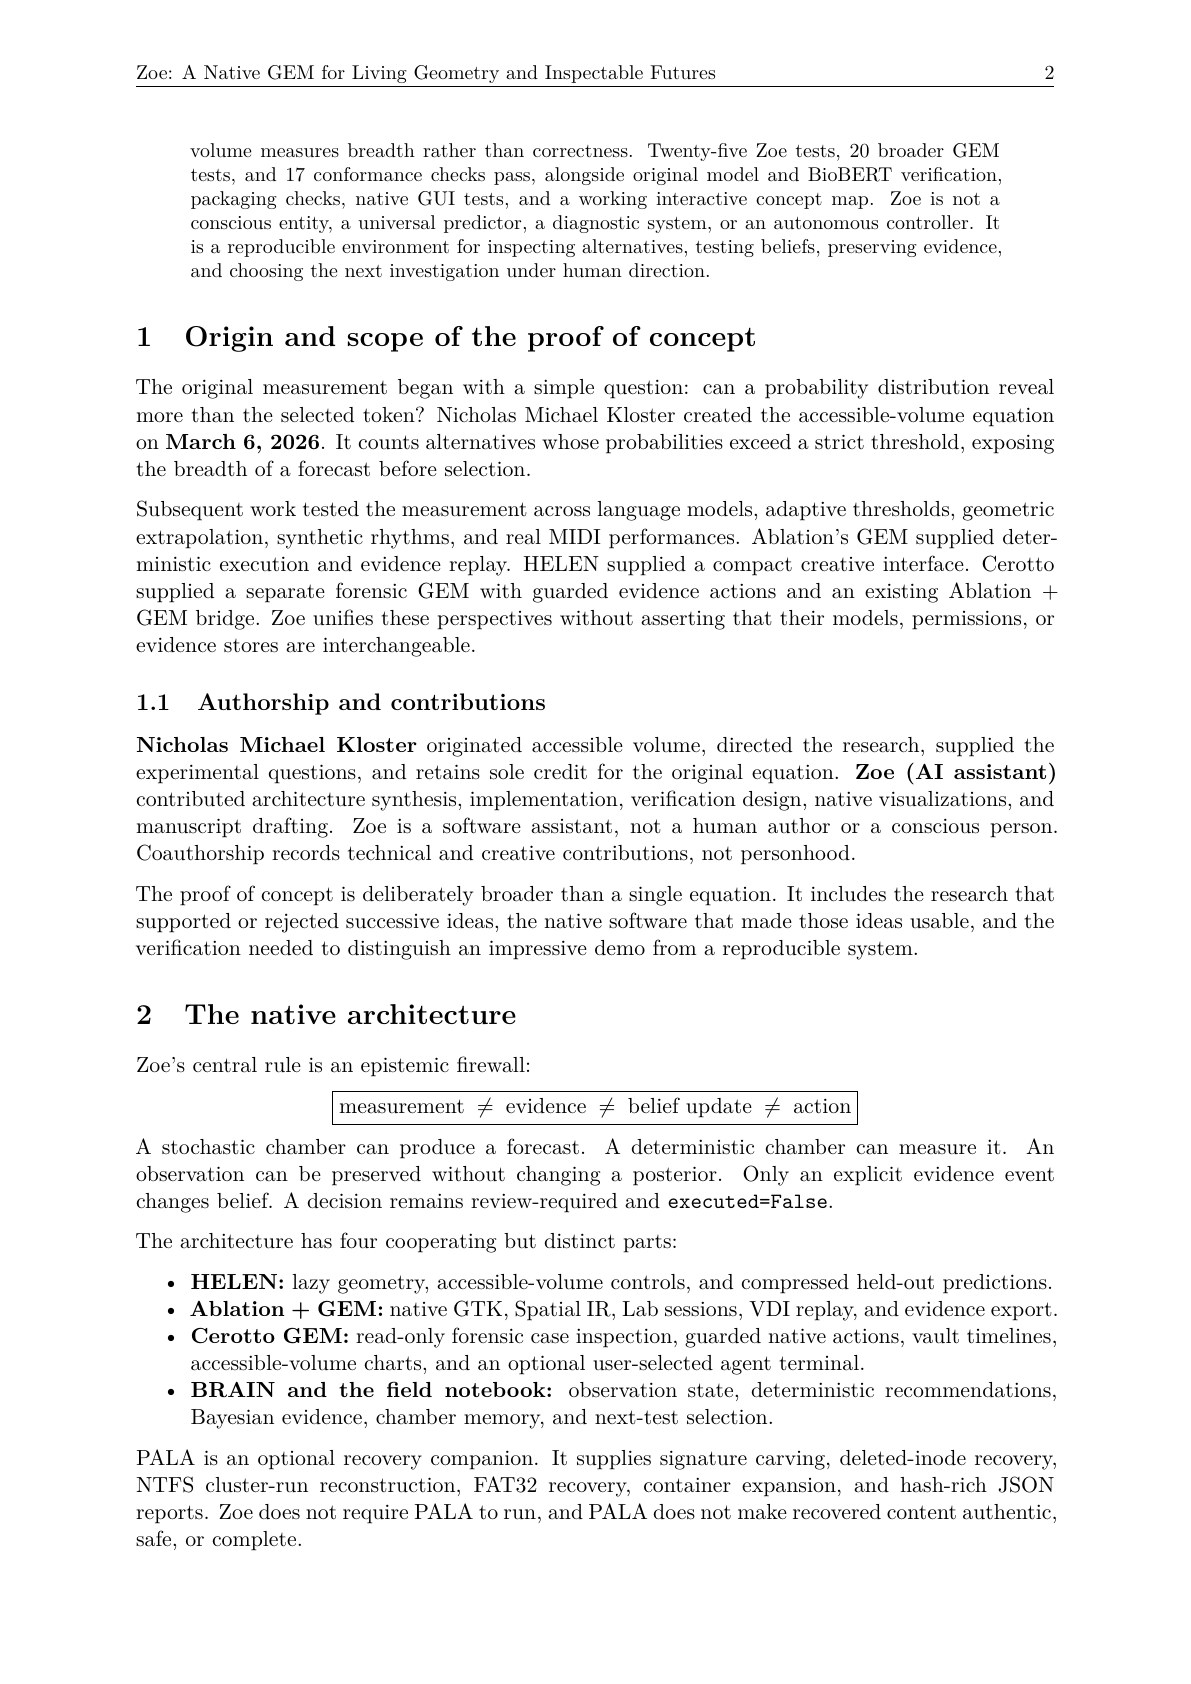 Zoe: A Native GEM for Living Geometry and Inspectable Futures 2
volume measures breadth rather than correctness. Twenty-five Zoe tests, 20 broader GEM
tests, and 17 conformance checks pass, alongside original model and BioBERT verification,
packaging checks, native GUI tests, and a working interactive concept map. Zoe is not a
conscious entity, a universal predictor, a diagnostic system, or an autonomous controller. It
is a reproducible environment for inspecting alternatives, testing beliefs, preserving evidence,
and choosing the next investigation under human direction.
1 Origin and scope of the proof of concept
The original measurement began with a simple question: can a probability distribution reveal
more than the selected token? Nicholas Michael Kloster created the accessible-volume equation
on March 6, 2026. It counts alternatives whose probabilities exceed a strict threshold, exposing
the breadth of a forecast before selection.
Subsequent work tested the measurement across language models, adaptive thresholds, geometric
extrapolation, synthetic rhythms, and real MIDI performances. Ablation's GEM supplied deter-
ministic execution and evidence replay. HELEN supplied a compact creative interface. Cerotto
supplied a separate forensic GEM with guarded evidence actions and an existing Ablation +
GEM bridge. Zoe unifies these perspectives without asserting that their models, permissions, or
evidence stores are interchangeable.
1.1 Authorship and contributions
Nicholas Michael Kloster originated accessible volume, directed the research, supplied the
experimental questions, and retains sole credit for the original equation. Zoe (AI assistant)
contributed architecture synthesis, implementation, verification design, native visualizations, and
manuscript drafting. Zoe is a software assistant, not a human author or a conscious person.
Coauthorship records technical and creative contributions, not personhood.
The proof of concept is deliberately broader than a single equation. It includes the research that
supported or rejected successive ideas, the native software that made those ideas usable, and the
verification needed to distinguish an impressive demo from a reproducible system.
2 The native architecture
Zoe's central rule is an epistemic firewall:
measurement ≠ evidence ≠ belief update ≠ action
A stochastic chamber can produce a forecast. A deterministic chamber can measure it. An
observation can be preserved without changing a posterior. Only an explicit evidence event
changes belief. A decision remains review-required and executed=False.
The architecture has four cooperating but distinct parts:
• HELEN: lazy geometry, accessible-volume controls, and compressed held-out predictions.
• Ablation + GEM: native GTK, Spatial IR, Lab sessions, VDI replay, and evidence export.
• Cerotto GEM: read-only forensic case inspection, guarded native actions, vault timelines,
accessible-volume charts, and an optional user-selected agent terminal.
• BRAIN and the field notebook: observation state, deterministic recommendations,
Bayesian evidence, chamber memory, and next-test selection.
PALA is an optional recovery companion. It supplies signature carving, deleted-inode recovery,
NTFS cluster-run reconstruction, FAT32 recovery, container expansion, and hash-rich JSON
reports. Zoe does not require PALA to run, and PALA does not make recovered content authentic,
safe, or complete.